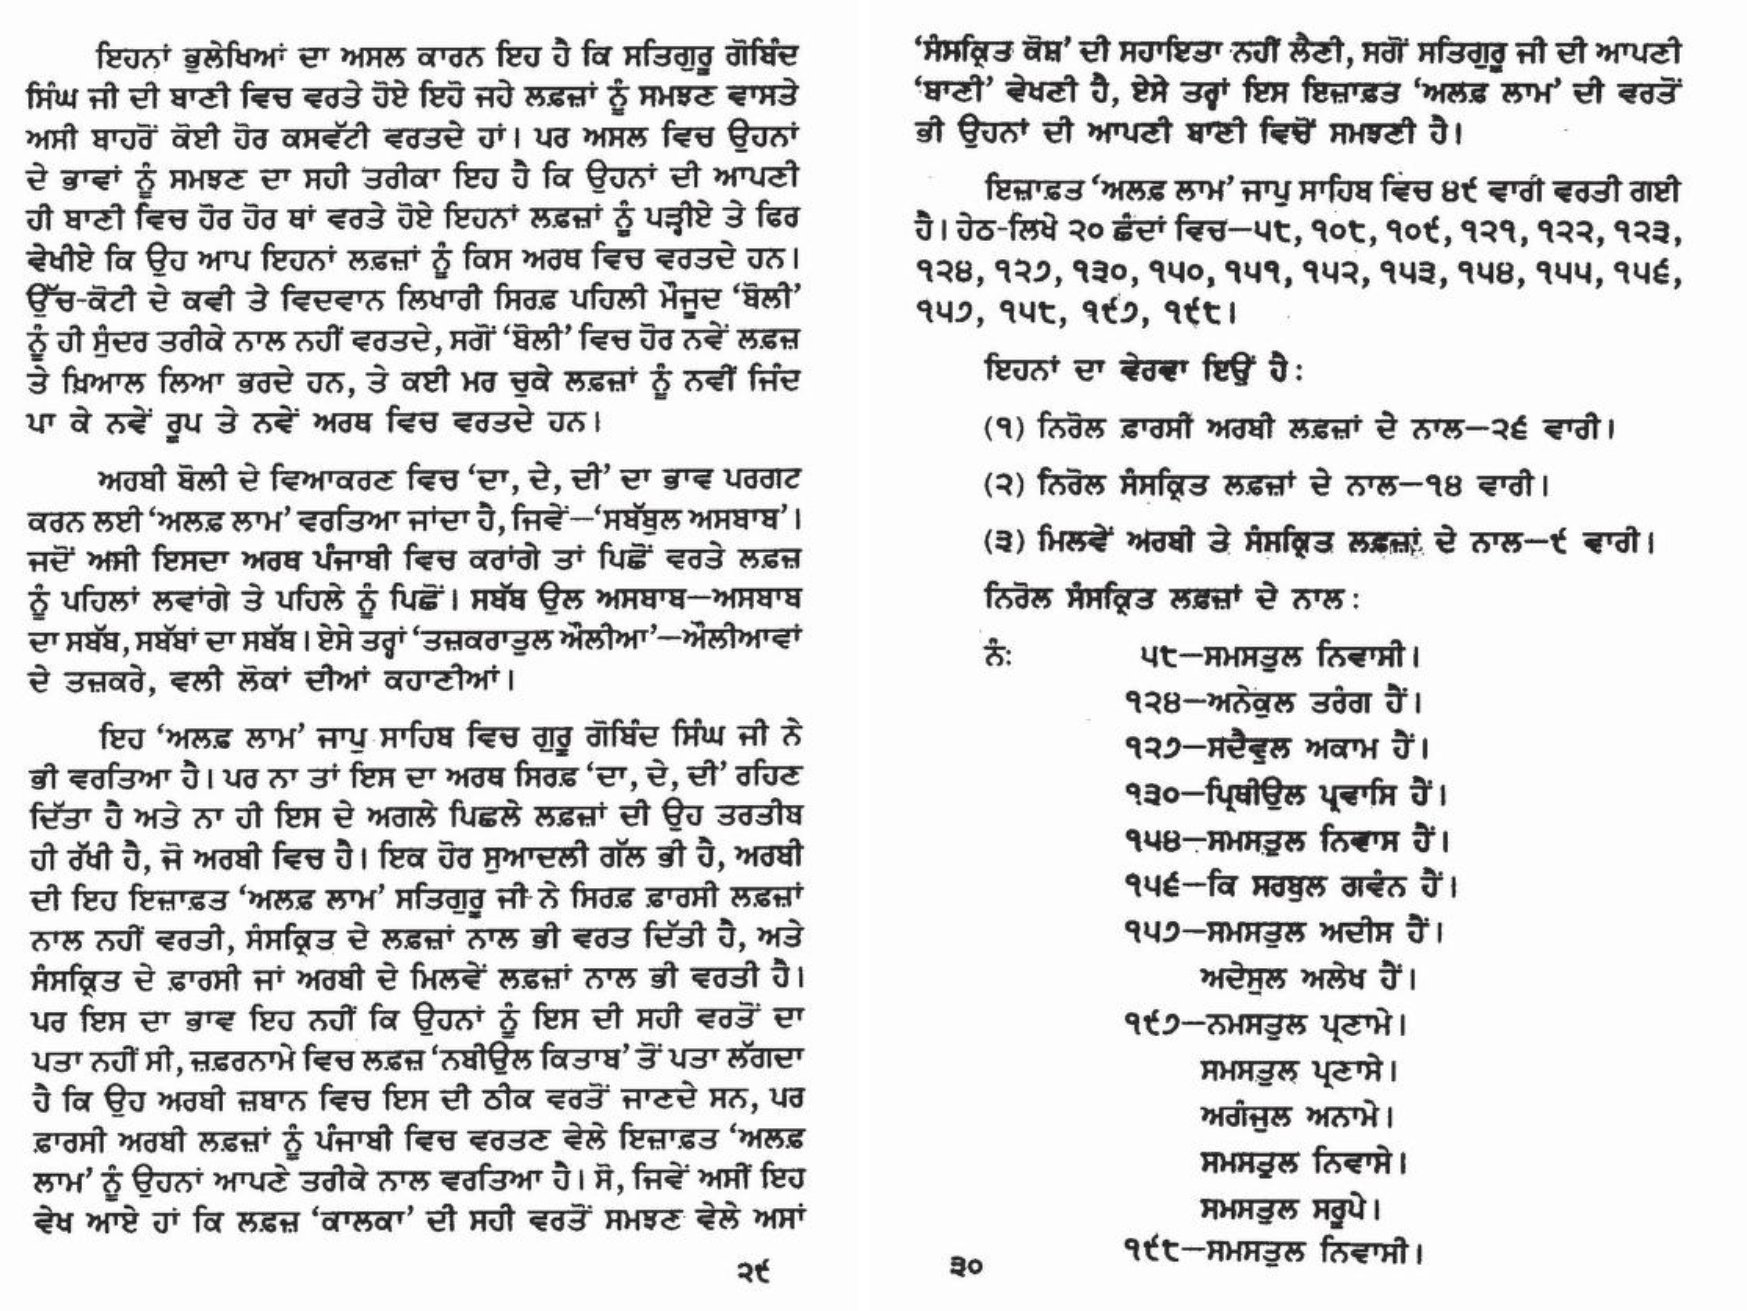 ਇਹਨਾਂ ਭੁਲੇਖਿਆਂ ਦਾ ਅਸਲ ਕਾਰਨ ਇਹ ਹੈ ਕਿ ਸਤਿਗੁਰੂ ਗੋਬਿੰਦ
ਸਿੰਘ ਜੀ ਦੀ ਬਾਣੀ ਵਿਚ ਵਰਤੇ ਹੋਏ ਇਹੋ ਜਹੇ ਲਫ਼ਜ਼ਾਂ ਨੂੰ ਸਮਝਣ ਵਾਸਤੇ
ਅਸੀ ਬਾਹਰੋਂ ਕੋਈ ਹੋਰ ਕਸਵੱਟੀ ਵਰਤਦੇ ਹਾਂ। ਪਰ ਅਸਲ ਵਿਚ ਉਹਨਾਂ
ਦੇ ਭਾਵਾਂ ਨੂੰ ਸਮਝਣ ਦਾ ਸਹੀ ਤਰੀਕਾ ਇਹ ਹੈ ਕਿ ਉਹਨਾਂ ਦੀ ਆਪਣੀ
ਹੀ ਬਾਣੀ ਵਿਚ ਹੋਰ ਹੋਰ ਥਾਂ ਵਰਤੇ ਹੋਏ ਇਹਨਾਂ ਲਫ਼ਜ਼ਾਂ ਨੂੰ ਪੜ੍ਹੀਏ ਤੇ ਫਿਰ
ਵੇਖੀਏ ਕਿ ਉਹ ਆਪ ਇਹਨਾਂ ਲਫ਼ਜ਼ਾਂ ਨੂੰ ਕਿਸ ਅਰਥ ਵਿਚ ਵਰਤਦੇ ਹਨ।
ਉੱਚ-ਕੋਟੀ ਦੇ ਕਵੀ ਤੇ ਵਿਦਵਾਨ ਲਿਖਾਰੀ ਸਿਰਫ਼ ਪਹਿਲੀ ਮੌਜੂਦ 'ਬੋਲੀ'
ਨੂੰ ਹੀ ਸੁੰਦਰ ਤਰੀਕੇ ਨਾਲ ਨਹੀਂ ਵਰਤਦੇ, ਸਗੋਂ 'ਬੋਲੀ' ਵਿਚ ਹੋਰ ਨਵੇਂ ਲਫ਼ਜ਼
ਤੇ ਖ਼ਿਆਲ ਲਿਆ ਭਰਦੇ ਹਨ, ਤੇ ਕਈ ਮਰ ਚੁਕੇ ਲਫ਼ਜ਼ਾਂ ਨੂੰ ਨਵੀਂ ਜਿੰਦ
ਪਾ ਕੇ ਨਵੇਂ ਰੂਪ ਤੇ ਨਵੇਂ ਅਰਥ ਵਿਚ ਵਰਤਦੇ ਹਨ।
ਅਰਬੀ ਬੋਲੀ ਦੇ ਵਿਆਕਰਣ ਵਿਚ 'ਦਾ, ਦੇ, ਦੀ' ਦਾ ਭਾਵ ਪਰਗਟ
ਕਰਨ ਲਈ 'ਅਲਫ਼ ਲਾਮ' ਵਰਤਿਆ ਜਾਂਦਾ ਹੈ, ਜਿਵੇਂ—'ਸਬੱਬੁਲ ਅਸਬਾਬ'।
ਜਦੋਂ ਅਸੀ ਇਸਦਾ ਅਰਥ ਪੰਜਾਬੀ ਵਿਚ ਕਰਾਂਗੇ ਤਾਂ ਪਿਛੋਂ ਵਰਤੇ ਲਫ਼ਜ਼
ਨੂੰ ਪਹਿਲਾਂ ਲਵਾਂਗੇ ਤੇ ਪਹਿਲੇ ਨੂੰ ਪਿਛੋਂ। ਸਬੱਬ ਉਲ ਅਸਬਾਬ—ਅਸਬਾਬ
ਦਾ ਸਬੱਬ, ਸਬੱਬਾਂ ਦਾ ਸਬੱਬ। ਏਸੇ ਤਰ੍ਹਾਂ 'ਤਜ਼ਕਰਾਤੁਲ ਔਲੀਆ'—ਔਲੀਆਵਾਂ
ਦੇ ਤਜ਼ਕਰੇ, ਵਲੀ ਲੋਕਾਂ ਦੀਆਂ ਕਹਾਣੀਆਂ।
ਇਹ 'ਅਲਫ਼ ਲਾਮ' ਜਾਪੁ ਸਾਹਿਬ ਵਿਚ ਗੁਰੂ ਗੋਬਿੰਦ ਸਿੰਘ ਜੀ ਨੇ
ਭੀ ਵਰਤਿਆ ਹੈ। ਪਰ ਨਾ ਤਾਂ ਇਸ ਦਾ ਅਰਥ ਸਿਰਫ਼ 'ਦਾ, ਦੇ, ਦੀ' ਰਹਿਣ
ਦਿੱਤਾ ਹੈ ਅਤੇ ਨਾ ਹੀ ਇਸ ਦੇ ਅਗਲੇ ਪਿਛਲੇ ਲਫ਼ਜ਼ਾਂ ਦੀ ਉਹ ਤਰਤੀਬ
ਹੀ ਰੱਖੀ ਹੈ, ਜੋ ਅਰਬੀ ਵਿਚ ਹੈ। ਇਕ ਹੋਰ ਸੁਆਦਲੀ ਗੱਲ ਭੀ ਹੈ, ਅਰਬੀ
ਦੀ ਇਹ ਇਜ਼ਾਫ਼ਤ 'ਅਲਫ਼ ਲਾਮ' ਸਤਿਗੁਰੂ ਜੀ ਨੇ ਸਿਰਫ਼ ਫ਼ਾਰਸੀ ਲਫ਼ਜ਼ਾਂ
ਨਾਲ ਨਹੀਂ ਵਰਤੀ, ਸੰਸਕ੍ਰਿਤ ਦੇ ਲਫ਼ਜ਼ਾਂ ਨਾਲ ਭੀ ਵਰਤ ਦਿੱਤੀ ਹੈ, ਅਤੇ
ਸੰਸਕ੍ਰਿਤ ਦੇ ਫ਼ਾਰਸੀ ਜਾਂ ਅਰਬੀ ਦੇ ਮਿਲਵੇਂ ਲਫ਼ਜ਼ਾਂ ਨਾਲ ਭੀ ਵਰਤੀ ਹੈ।
ਪਰ ਇਸ ਦਾ ਭਾਵ ਇਹ ਨਹੀਂ ਕਿ ਉਹਨਾਂ ਨੂੰ ਇਸ ਦੀ ਸਹੀ ਵਰਤੋਂ ਦਾ
ਪਤਾ ਨਹੀਂ ਸੀ, ਜ਼ਫ਼ਰਨਾਮੇ ਵਿਚ ਲਫ਼ਜ਼ 'ਨਬੀਉਲ ਕਿਤਾਬ' ਤੋਂ ਪਤਾ ਲੱਗਦਾ
ਹੈ ਕਿ ਉਹ ਅਰਬੀ ਜ਼ਬਾਨ ਵਿਚ ਇਸ ਦੀ ਠੀਕ ਵਰਤੋਂ ਜਾਣਦੇ ਸਨ, ਪਰ
ਫ਼ਾਰਸੀ ਅਰਬੀ ਲਫ਼ਜ਼ਾਂ ਨੂੰ ਪੰਜਾਬੀ ਵਿਚ ਵਰਤਣ ਵੇਲੇ ਇਜ਼ਾਫ਼ਤ 'ਅਲਫ਼
ਲਾਮ' ਨੂੰ ਉਹਨਾਂ ਆਪਣੇ ਤਰੀਕੇ ਨਾਲ ਵਰਤਿਆ ਹੈ। ਸੋ, ਜਿਵੇਂ ਅਸੀਂ ਇਹ
ਵੇਖ ਆਏ ਹਾਂ ਕਿ ਲਫ਼ਜ਼ 'ਕਾਲਕਾ' ਦੀ ਸਹੀ ਵਰਤੋਂ ਸਮਝਣ ਵੇਲੇ ਅਸਾਂ
੨੯
'ਸੰਸਕ੍ਰਿਤ ਕੋਸ਼' ਦੀ ਸਹਾਇਤਾ ਨਹੀਂ ਲੈਣੀ, ਸਗੋਂ ਸਤਿਗੁਰੂ ਜੀ ਦੀ ਆਪਣੀ
'ਬਾਣੀ' ਵੇਖਣੀ ਹੈ, ਏਸੇ ਤਰ੍ਹਾਂ ਇਸ ਇਜ਼ਾਫ਼ਤ 'ਅਲਫ਼ ਲਾਮ' ਦੀ ਵਰਤੋਂ
ਭੀ ਉਹਨਾਂ ਦੀ ਆਪਣੀ ਬਾਣੀ ਵਿਚੋਂ ਸਮਝਣੀ ਹੈ।
ਇਜ਼ਾਫ਼ਤ 'ਅਲਫ਼ ਲਾਮ' ਜਾਪੁ ਸਾਹਿਬ ਵਿਚ ੪੯ ਵਾਰੀ ਵਰਤੀ ਗਈ
ਹੈ। ਹੇਠ-ਲਿਖੇ ੨੦ ਛੰਦਾਂ ਵਿਚ—੫੮, ੧੦੮, ੧੦੯, ੧੨੧, ੧੨੨, ੧੨੩,
੧੨੪, ੧੨੭, ੧੩੦, ੧੫੦, ੧੫੧, ੧੫੨, ੧੫੩, ੧੫੪, ੧੫੫, ੧੫੬,
੧੫੭, ੧੫੮, ੧੯੭, ੧੯੮।
ਇਹਨਾਂ ਦਾ ਵੇਰਵਾ ਇਉਂ ਹੈ:
(੧) ਨਿਰੋਲ ਫ਼ਾਰਸੀ ਅਰਬੀ ਲਫ਼ਜ਼ਾਂ ਦੇ ਨਾਲ—੨੬ ਵਾਰੀ।
(੨) ਨਿਰੋਲ ਸੰਸਕ੍ਰਿਤ ਲਫ਼ਜ਼ਾਂ ਦੇ ਨਾਲ—੧੪ ਵਾਰੀ।
(੩) ਮਿਲਵੇਂ ਅਰਬੀ ਤੇ ਸੰਸਕ੍ਰਿਤ ਲਫ਼ਜ਼ਾਂ ਦੇ ਨਾਲ—੯ ਵਾਰੀ।
ਨਿਰੋਲ ਸੰਸਕ੍ਰਿਤ ਲਫ਼ਜ਼ਾਂ ਦੇ ਨਾਲ:
ਨੰ: ੫੮—ਸਮਸਤੁਲ ਨਿਵਾਸੀ।
੧੨੪—ਅਨੇਕੁਲ ਤਰੰਗ ਹੈਂ।
੧੨੭—ਸਦੈਵੁਲ ਅਕਾਮ ਹੈਂ।
੧੩੦—ਪ੍ਰਿਥੀਉਲ ਪ੍ਰਵਾਸਿ ਹੈਂ।
੧੫੪—ਸਮਸਤੁਲ ਨਿਵਾਸ ਹੈਂ।
੧੫੬—ਕਿ ਸਰਬੁਲ ਗਵੰਨ ਹੈਂ।
੧੫੭—ਸਮਸਤੁਲ ਅਦੀਸ ਹੈਂ।
ਅਦੇਸੁਲ ਅਲੇਖ ਹੈਂ।
੧੯੭—ਨਮਸਤੁਲ ਪ੍ਰਣਾਮੇ।
ਸਮਸਤੁਲ ਪ੍ਰਣਾਸੇ।
ਅਗੰਜੁਲ ਅਨਾਮੇ।
ਸਮਸਤੁਲ ਨਿਵਾਸੇ।
ਸਮਸਤੁਲ ਸਰੂਪੇ।
੧੯੮—ਸਮਸਤੁਲ ਨਿਵਾਸੀ।
੩੦